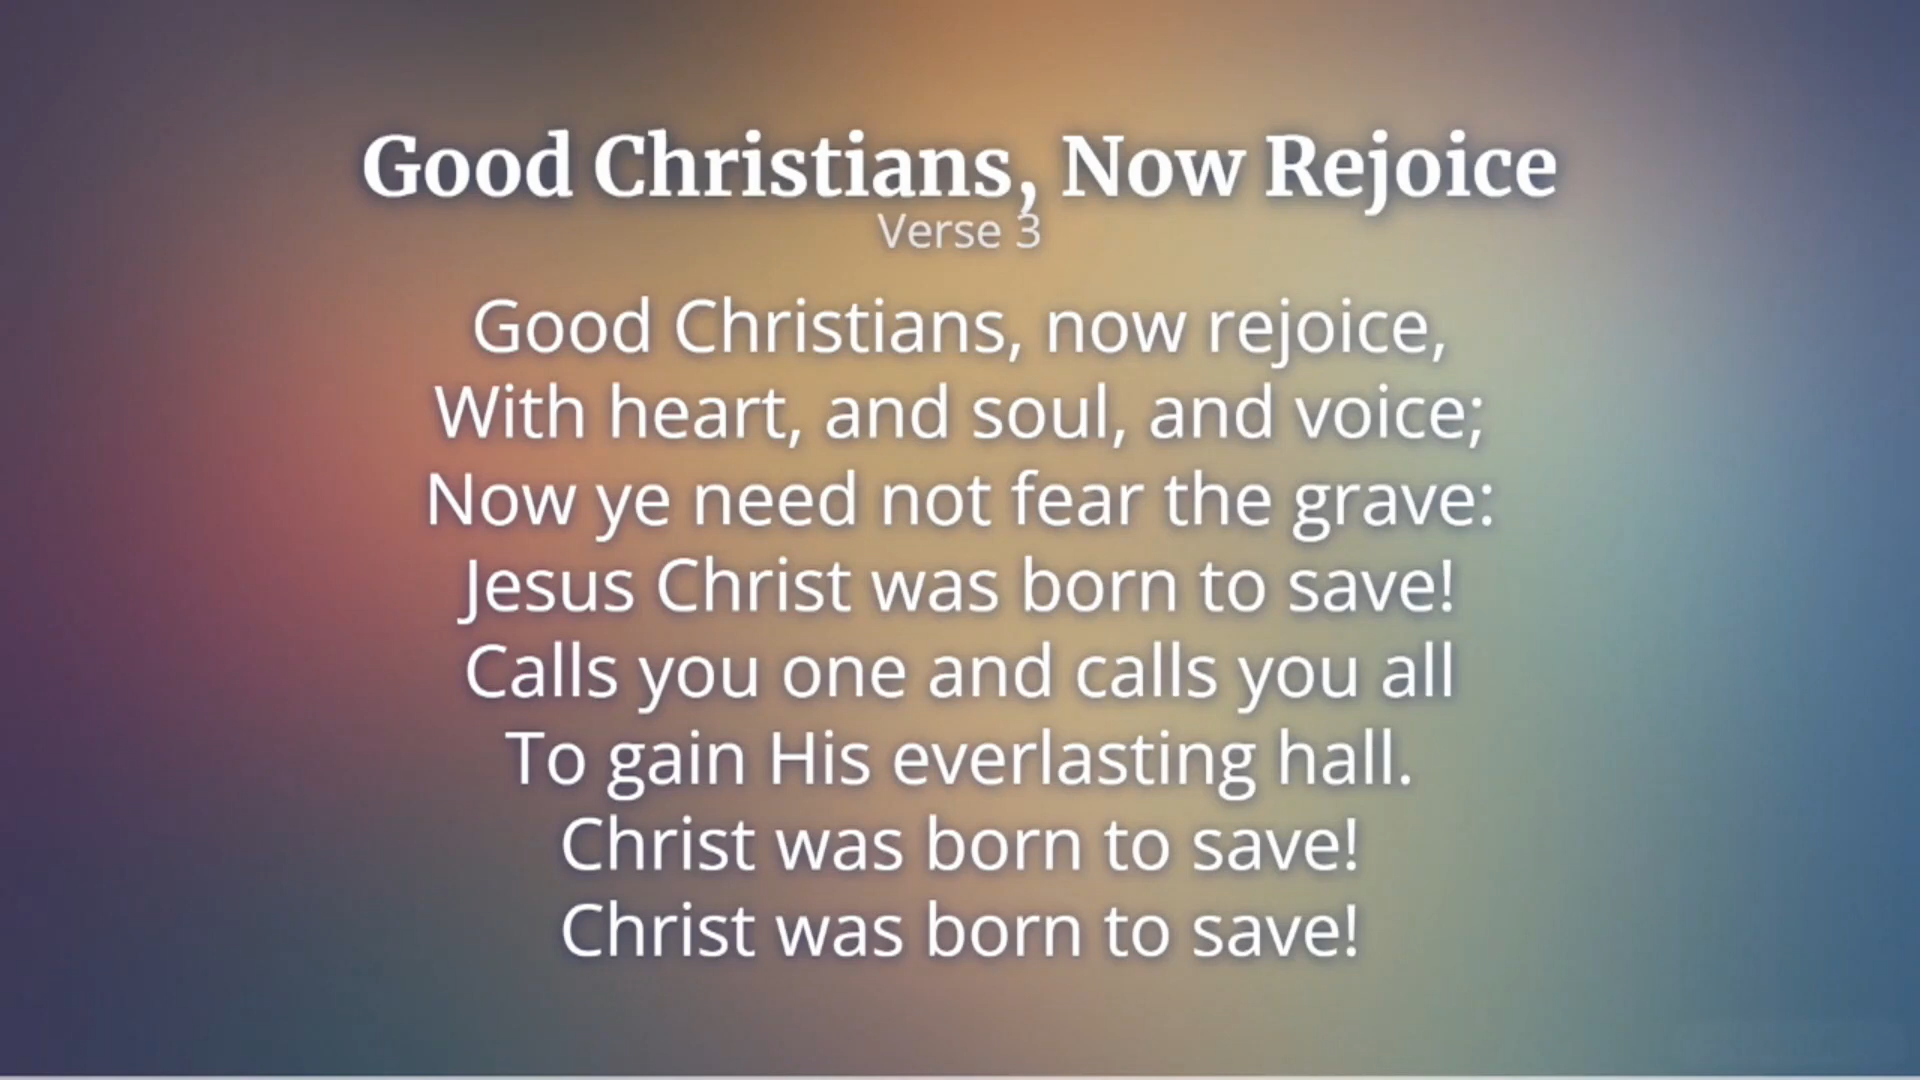 Good Christians, Now Rejoice
Verse 3
Good Christians, now rejoice,
With heart, and soul, and voice;
Now ye need not fear the grave:
Jesus Christ was born to save!
Calls you one and calls you all
To gain His everlasting hall.
Christ was born to save!
Christ was born to save!